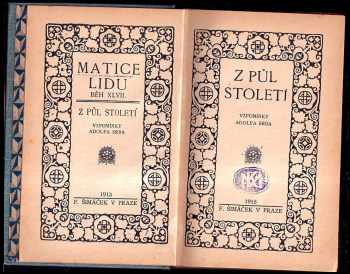 MATICE
LIDU
BĚH XLVII.
Z PŮL STOLETÍ
VZPOMÍNKY
ADOLFA SRBA.
1913
F. ŠIMÁČEK V PRAZE
Z PŮL
STOLETÍ
VZPOMÍNKY
ADOLFA SRBA.
1913
F. ŠIMÁČEK V PRAZE